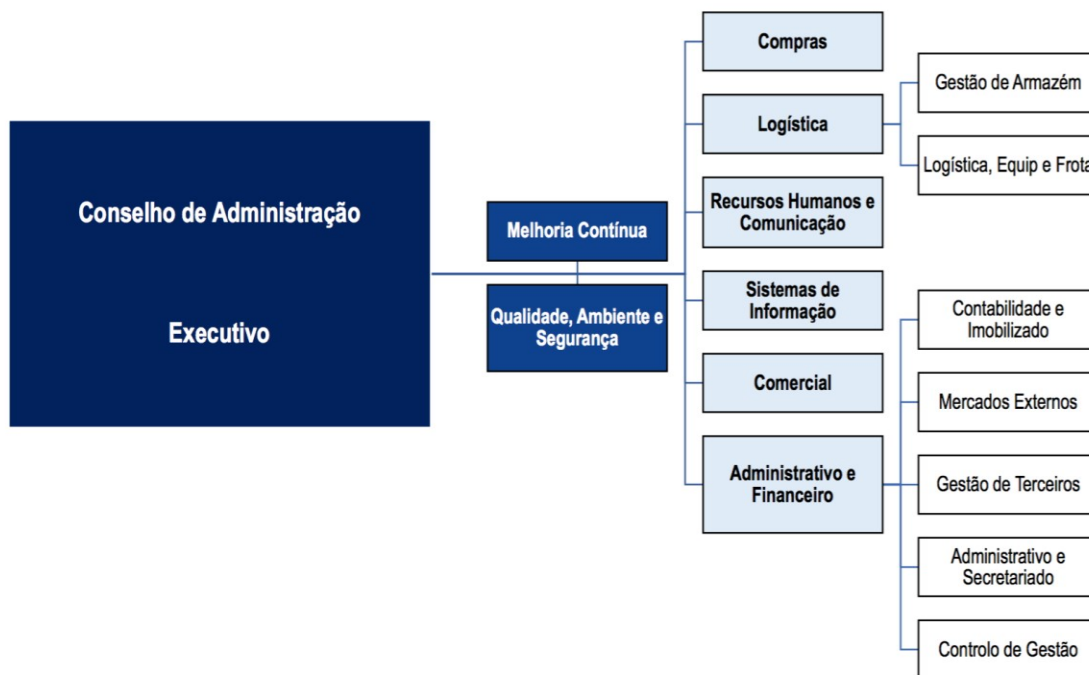 Conselho de Administração
Executivo
Melhoria Contínua
Qualidade, Ambiente e
Segurança
Compras
Logística
Recursos Humanos e
Comunicação
Sistemas de
Informação
Comercial
Administrativo e
Financeiro
Gestão de Armazém
Logística, Equip e Frota
Contabilidade e
Imobilizado
Mercados Externos
Gestão de Terceiros
Administrativo e
Secretariado
Controlo de Gestão